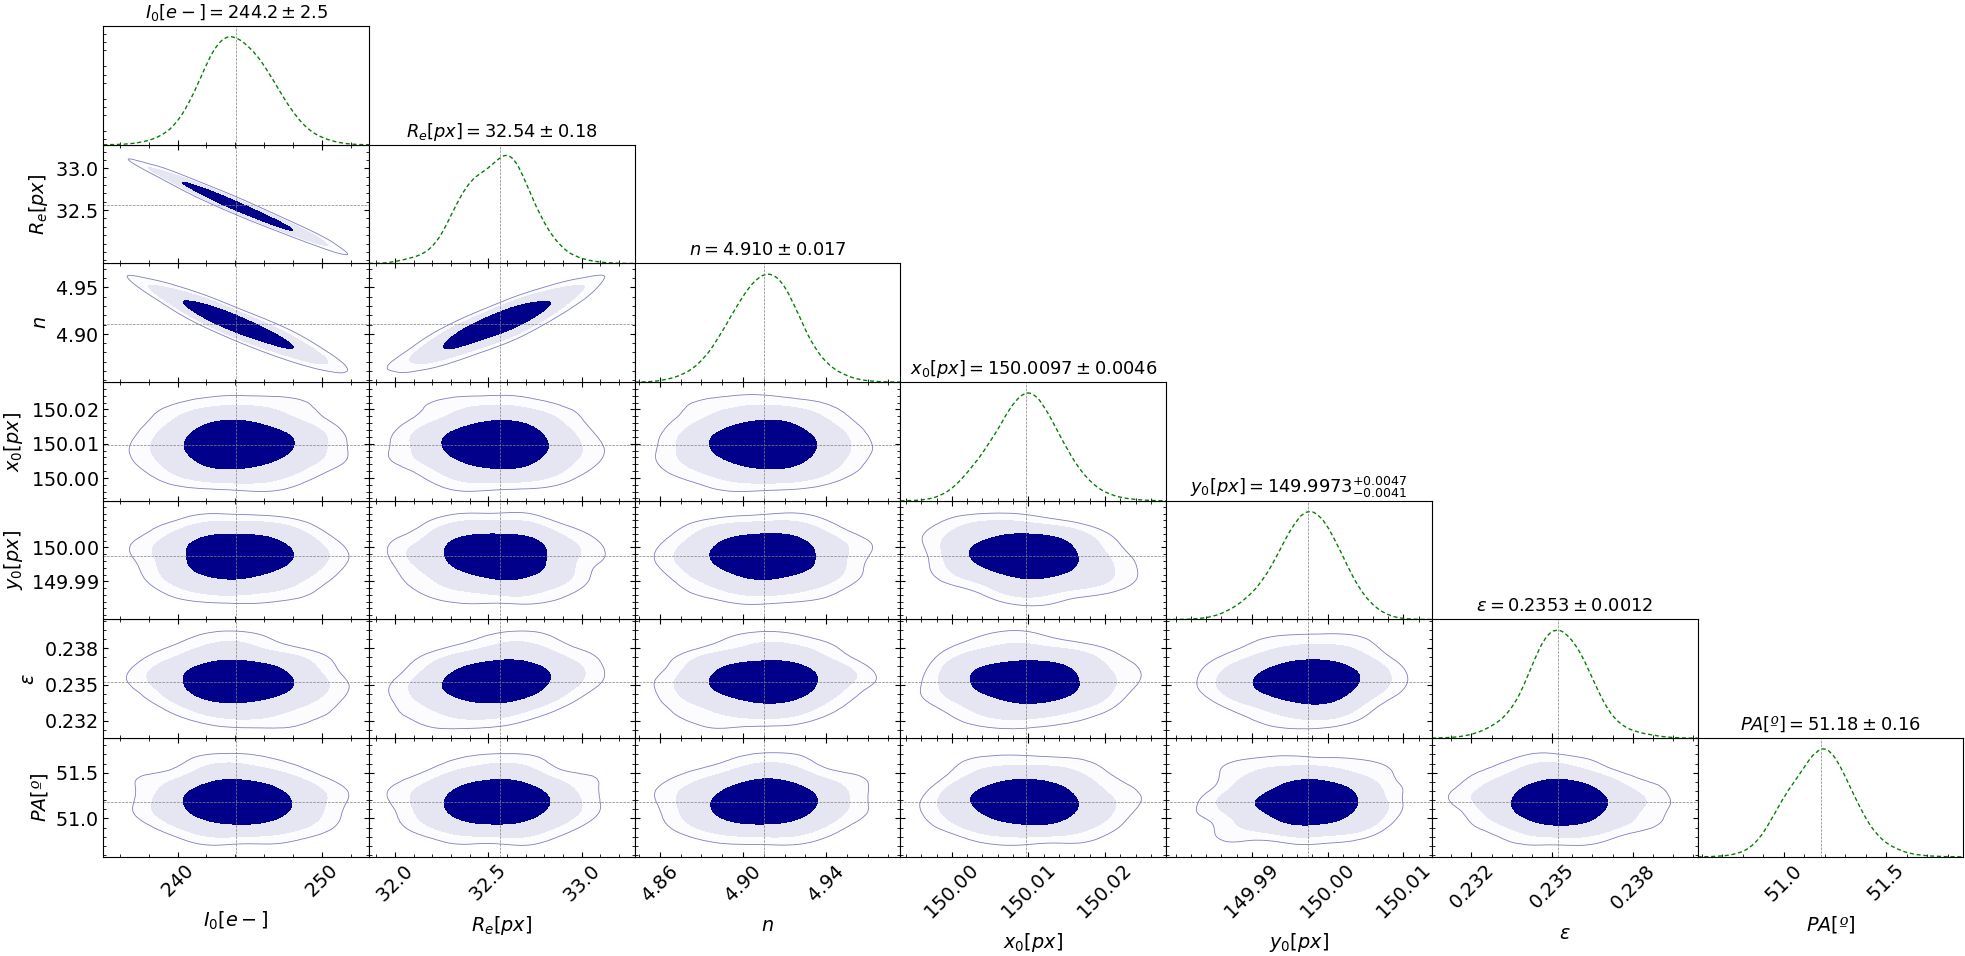 I₀[e−] = 244.2 ± 2.5
Rₑ[px] = 32.54 ± 0.18
33.0
32.5
Rₑ[px]
n = 4.910 ± 0.017
4.95
4.90
n
x₀[px] = 150.0097 ± 0.0046
150.02
150.01
150.00
x₀[px]
y₀[px] = 149.9973^{+0.0047}_{−0.0041}
150.00
149.99
y₀[px]
ε = 0.2353 ± 0.0012
0.238
0.235
0.232
ε
PA[º] = 51.18 ± 0.16
51.5
51.0
PA[º]
240 250 32.0 32.5 33.0 4.86 4.90 4.94 150.00 150.01 150.02 149.99 150.00 150.01 0.232 0.235 0.238 51.0 51.5
I₀[e−] Rₑ[px] n x₀[px] y₀[px] ε PA[º]